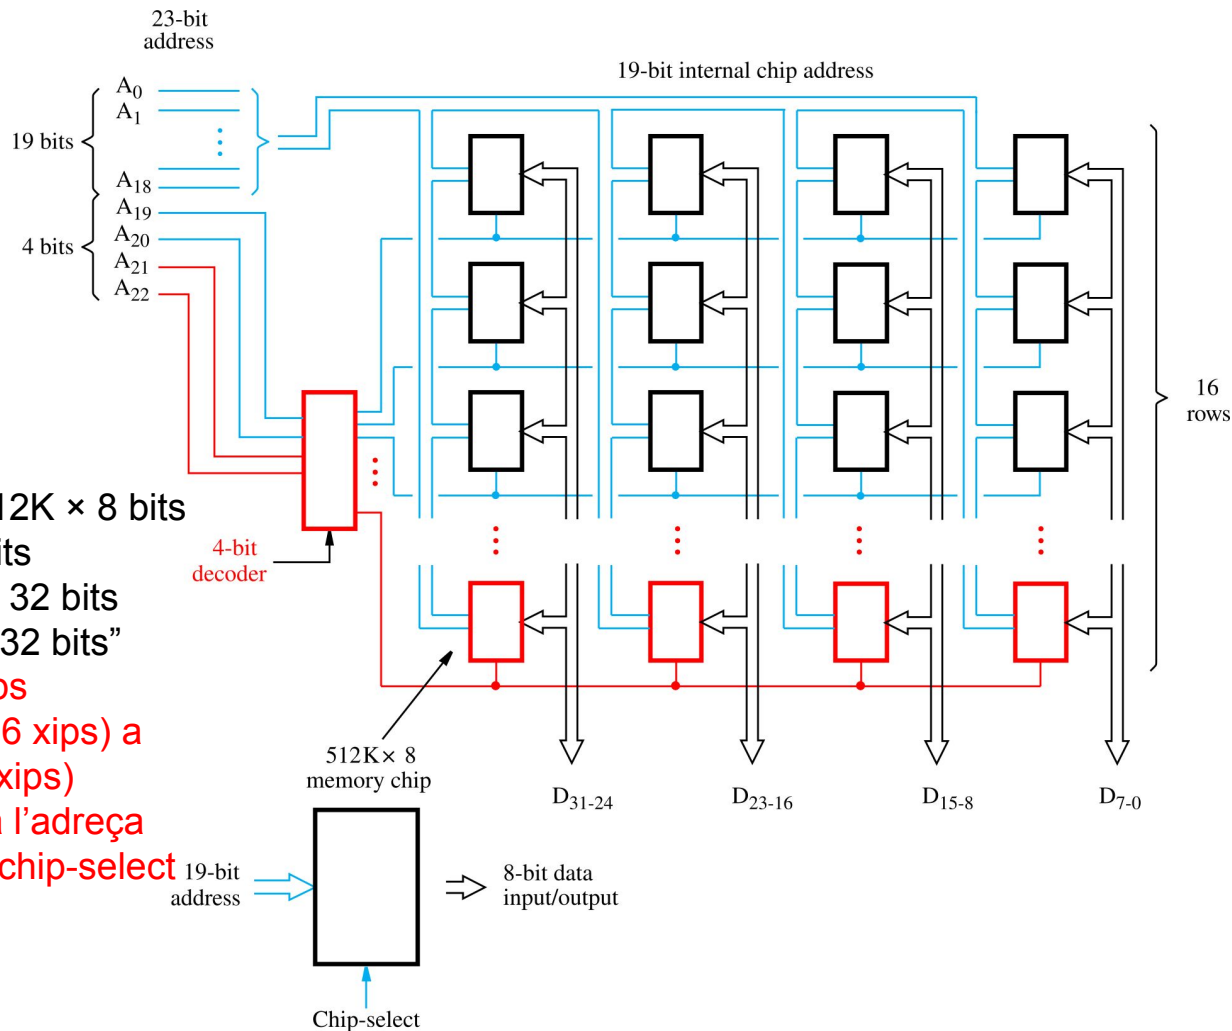 23-bit
address
19-bit internal chip address
A0
A1
19 bits
A18
A19
4 bits
A20
A21
A22
16
rows
12K × 8 bits
its
32 bits
32 bits”
os
6 xips) a
xips)
a l’adreça
chip-select
4-bit
decoder
512K× 8
memory chip
D31-24
D23-16
D15-8
D7-0
19-bit
address
8-bit data
input/output
Chip-select